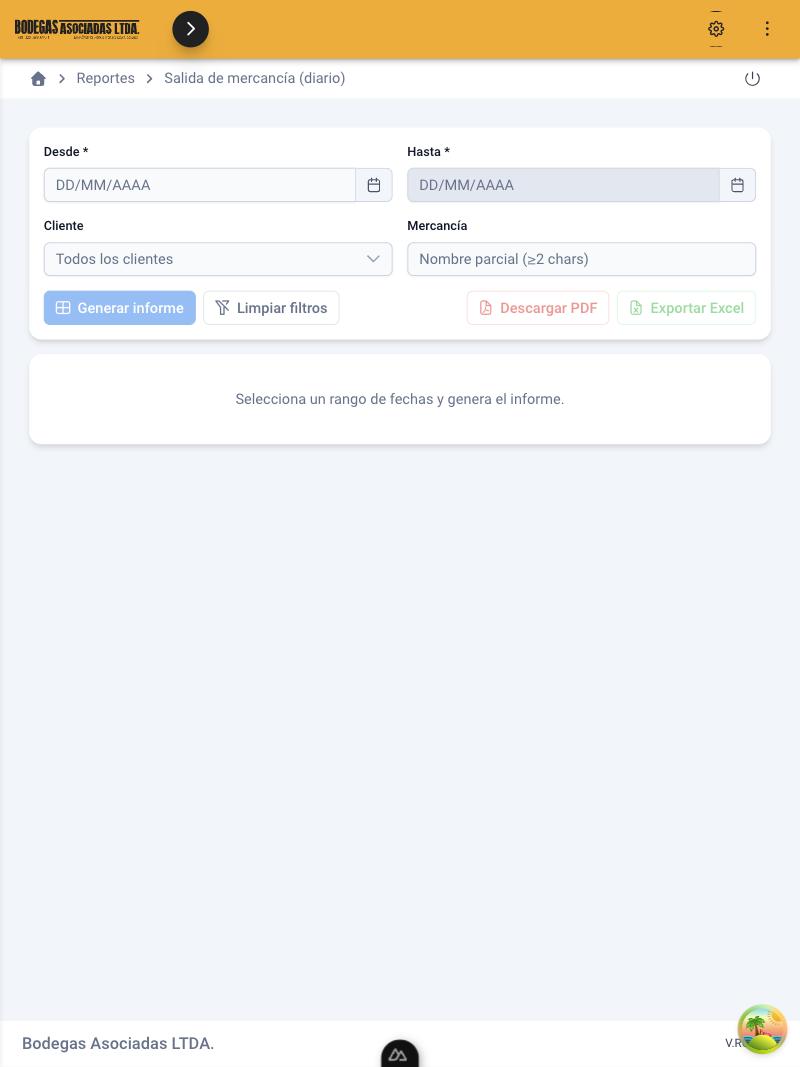 BODEGAS ASOCIADAS LTDA.
Reportes
Salida de mercancía (diario)
Desde *
Hasta *
DD/MM/AAAA
DD/MM/AAAA
Cliente
Mercancía
Todos los clientes
Nombre parcial (≥2 chars)
Generar informe
Limpiar filtros
Descargar PDF
Exportar Excel
Selecciona un rango de fechas y genera el informe.
Bodegas Asociadas LTDA.